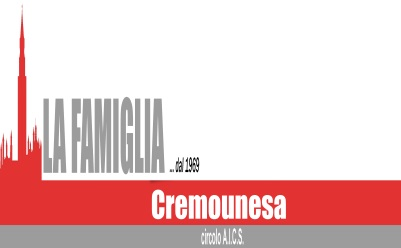 LA FAMIGLIA
... dal 1969
Cremounesa
circolo A.I.C.S.